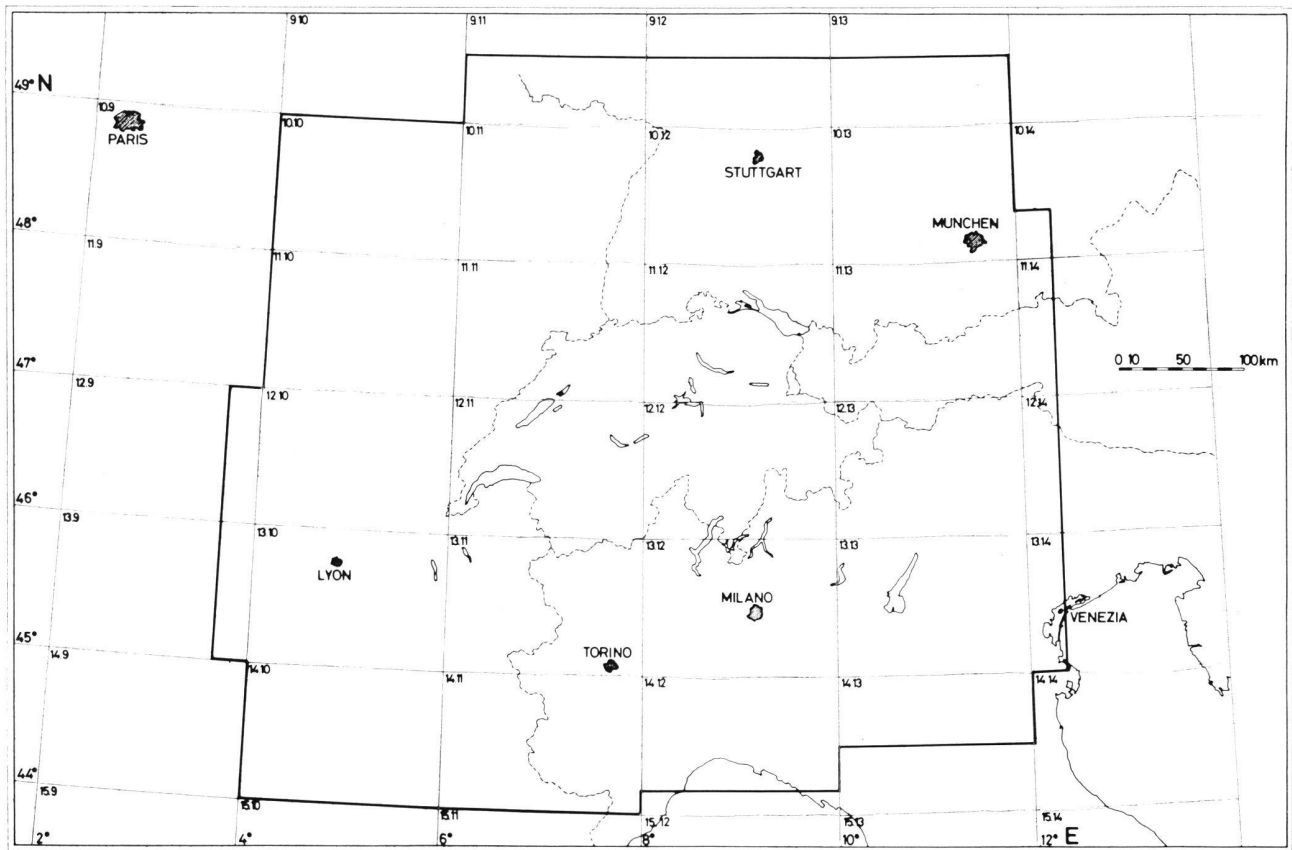 9.10 9.11 9.12 9.13
49° N
10.9 10.10 10.11 10.12 10.13 10.14
PARIS
STUTTGART
MUNCHEN
48°
11.9 11.10 11.11 11.12 11.13 11.14
47°
0 10 50 100 km
12.9 12.10 12.11 12.12 12.13 12.14
46°
13.9 13.10 13.11 13.12 13.13 13.14
LYON
MILANO
VENEZIA
45°
TORINO
14.9 14.10 14.11 14.12 14.13 14.14
44°
15.9 15.10 15.11 15.12 15.13 15.14
2° 4° 6° 8° 10° 12° E